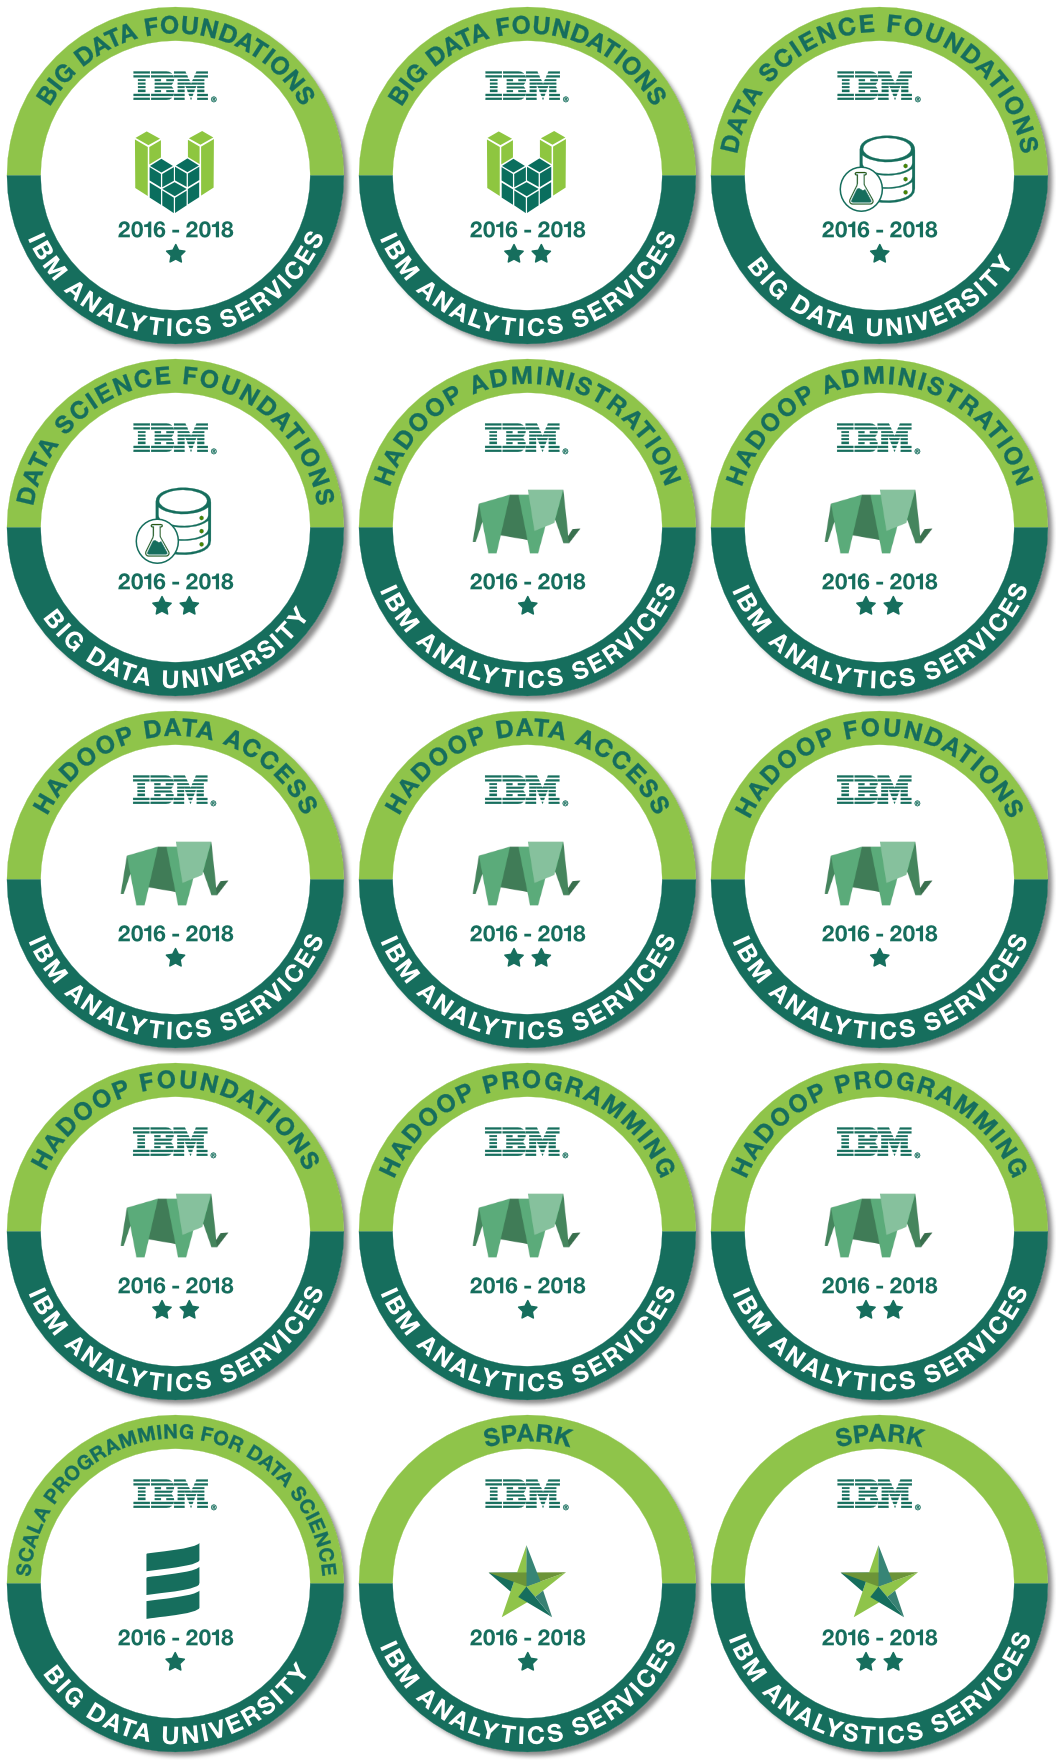 BIG DATA FOUNDATIONS
IBM®
2016 - 2018
IBM ANALYTICS SERVICES
BIG DATA FOUNDATIONS
IBM®
2016 - 2018
IBM ANALYTICS SERVICES
DATA SCIENCE FOUNDATIONS
IBM®
2016 - 2018
BIG DATA UNIVERSITY
DATA SCIENCE FOUNDATIONS
IBM®
2016 - 2018
BIG DATA UNIVERSITY
HADOOP ADMINISTRATION
IBM®
2016 - 2018
IBM ANALYTICS SERVICES
HADOOP ADMINISTRATION
IBM®
2016 - 2018
IBM ANALYTICS SERVICES
HADOOP DATA ACCESS
IBM®
2016 - 2018
IBM ANALYTICS SERVICES
HADOOP DATA ACCESS
IBM®
2016 - 2018
IBM ANALYTICS SERVICES
HADOOP FOUNDATIONS
IBM®
2016 - 2018
IBM ANALYTICS SERVICES
HADOOP FOUNDATIONS
IBM®
2016 - 2018
IBM ANALYTICS SERVICES
HADOOP PROGRAMMING
IBM®
2016 - 2018
IBM ANALYTICS SERVICES
HADOOP PROGRAMMING
IBM®
2016 - 2018
IBM ANALYTICS SERVICES
SCALA PROGRAMMING FOR DATA SCIENCE
IBM®
2016 - 2018
BIG DATA UNIVERSITY
SPARK
IBM®
2016 - 2018
IBM ANALYTICS SERVICES
SPARK
IBM®
2016 - 2018
IBM ANALYSTICS SERVICES